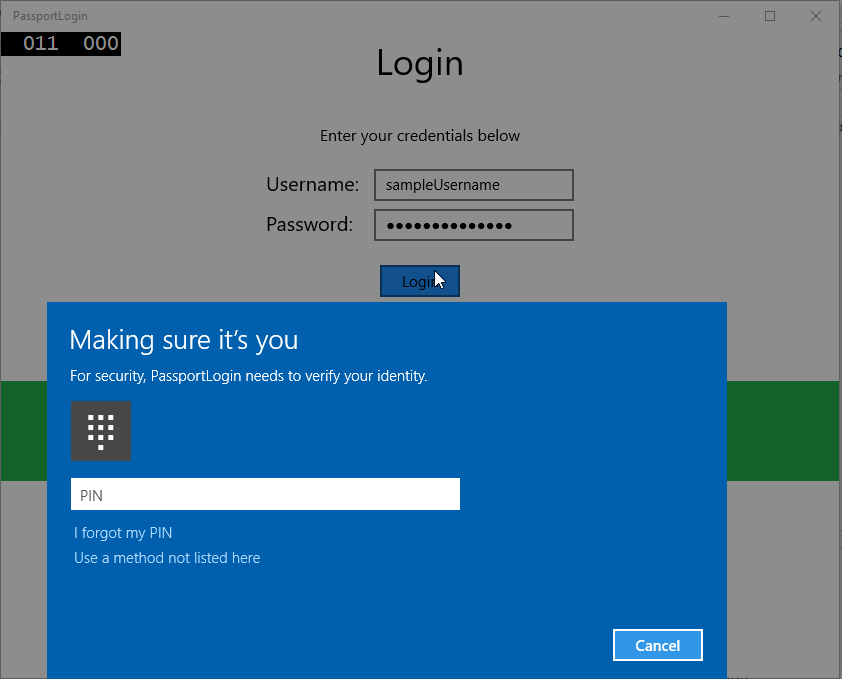 PassportLogin
011 000
Login
Enter your credentials below
Username: sampleUsername
Password: ••••••••••••••
Login
Making sure it's you
For security, PassportLogin needs to verify your identity.
PIN
I forgot my PIN
Use a method not listed here
Cancel